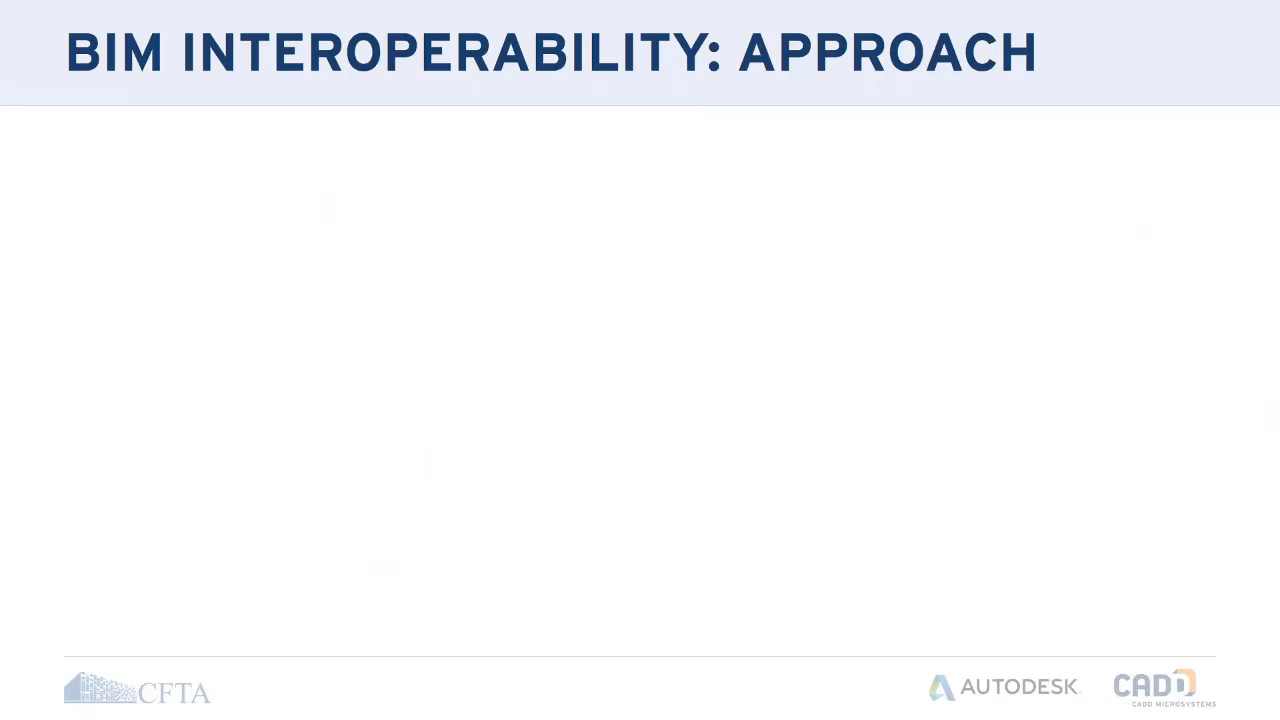 BIM INTEROPERABILITY: APPROACH
CFTA
AUTODESK
CADD
CADD MICROSYSTEMS